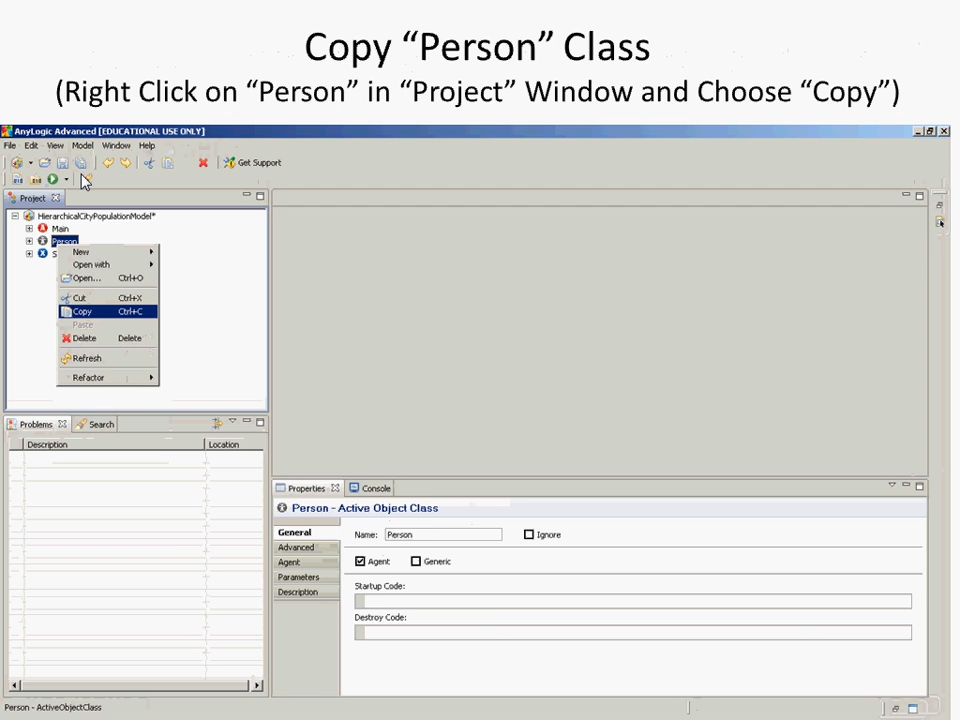 Copy “Person” Class
(Right Click on “Person” in “Project” Window and Choose “Copy”)
AnyLogic Advanced [EDUCATIONAL USE ONLY]
File Edit View Model Window Help
Get Support
Project
HierarchicalCityPopulationModel*
Main
Person
S
New
Open with
Open... Ctrl+O
Cut Ctrl+X
Copy Ctrl+C
Paste
Delete Delete
Refresh
Refactor
Problems Search
Description Location
Properties Console
Person - Active Object Class
General
Name: Person Ignore
Advanced
Agent
Agent Generic
Parameters
Startup Code:
Description
Destroy Code:
Person - ActiveObjectClass